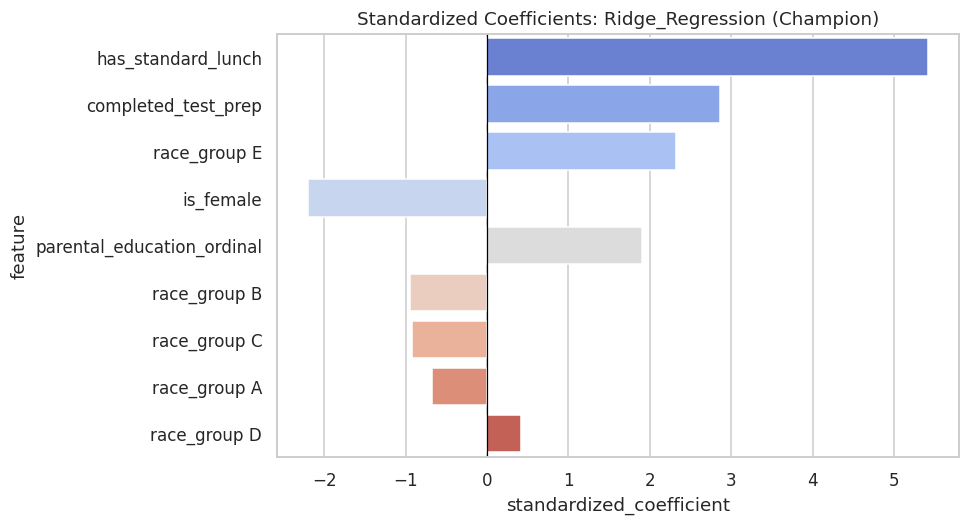 Standardized Coefficients: Ridge_Regression (Champion)
has_standard_lunch
completed_test_prep
race_group E
is_female
parental_education_ordinal
race_group B
race_group C
race_group A
race_group D
feature
−2
−1
0
1
2
3
4
5
standardized_coefficient